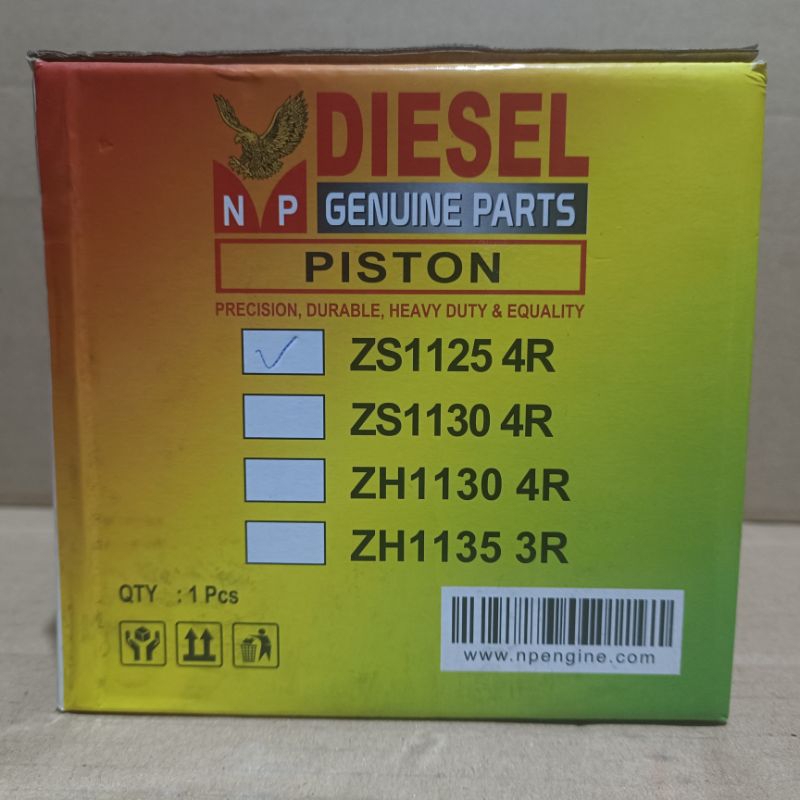 DIESEL
N P GENUINE PARTS
PISTON
PRECISION, DURABLE, HEAVY DUTY & EQUALITY
ZS1125 4R
ZS1130 4R
ZH1130 4R
ZH1135 3R
QTY : 1 Pcs
www.npengine.com